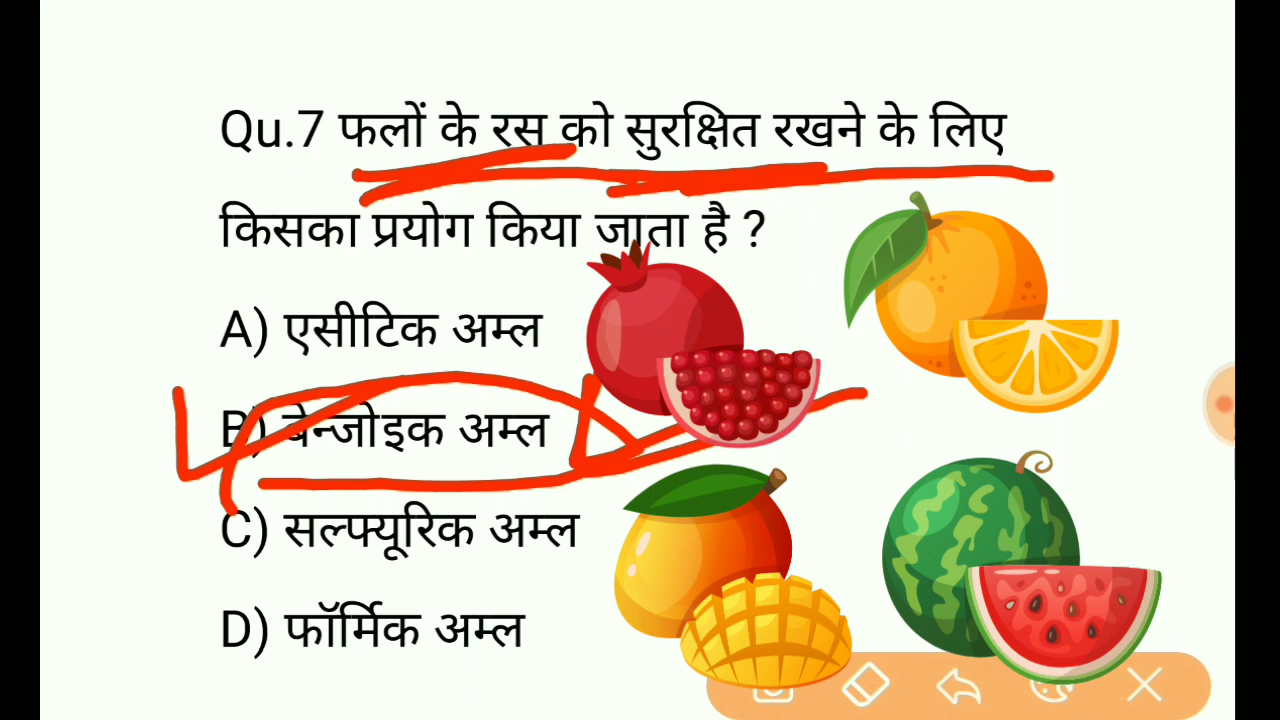 Qu.7 फलों के रस को सुरक्षित रखने के लिए
किसका प्रयोग किया जाता है ?
A) एसीटिक अम्ल
B) बेन्जोइक अम्ल
C) सल्फ्यूरिक अम्ल
D) फॉर्मिक अम्ल